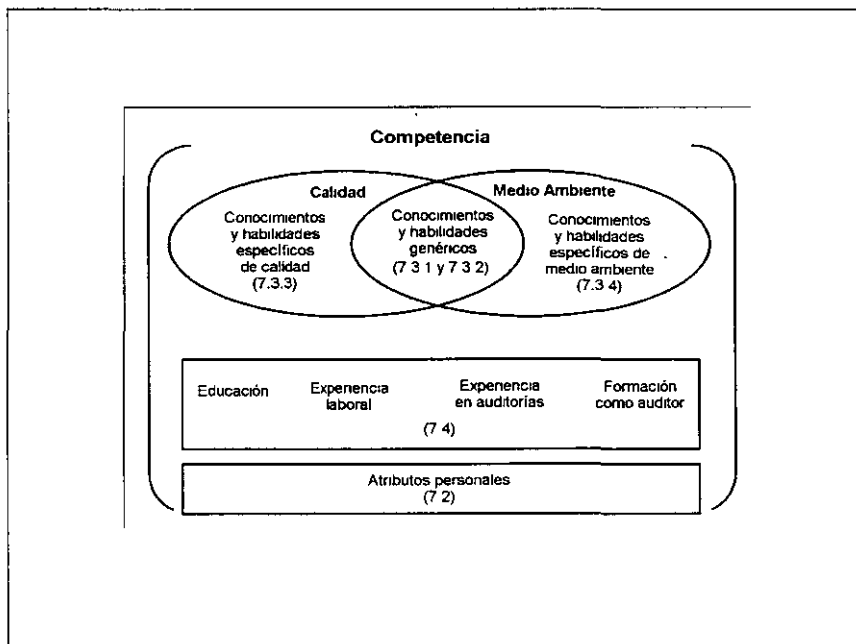 Competencia
Calidad
Medio Ambiente
Conocimientos
y habilidades
específicos
de calidad
(7.3.3)
Conocimientos
y habilidades
genéricos
(7 3 1 y 7 3 2)
Conocimientos
y habilidades
específicos de
medio ambiente
(7.3 4)
Educación
Experiencia
laboral
Experiencia
en auditorías
Formación
como auditor
(7 4)
Atributos personales
(7 2)